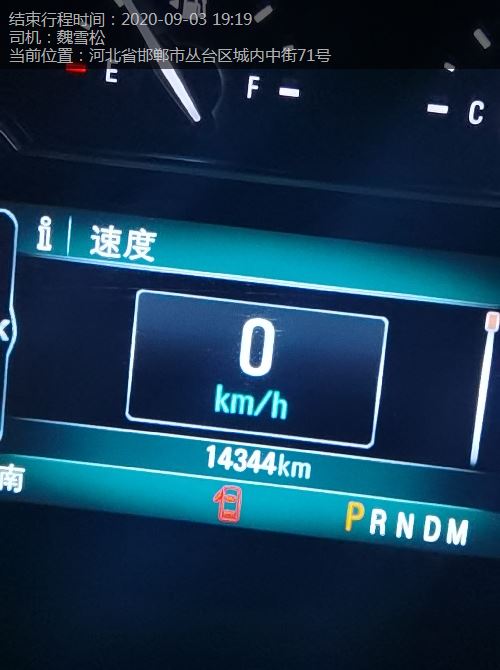 结束行程时间：2020-09-03 19:19
司机：魏雪松
当前位置：河北省邯郸市丛台区城内中街71号
E
F
C
速度
0
km/h
14344km
南
PRNDM